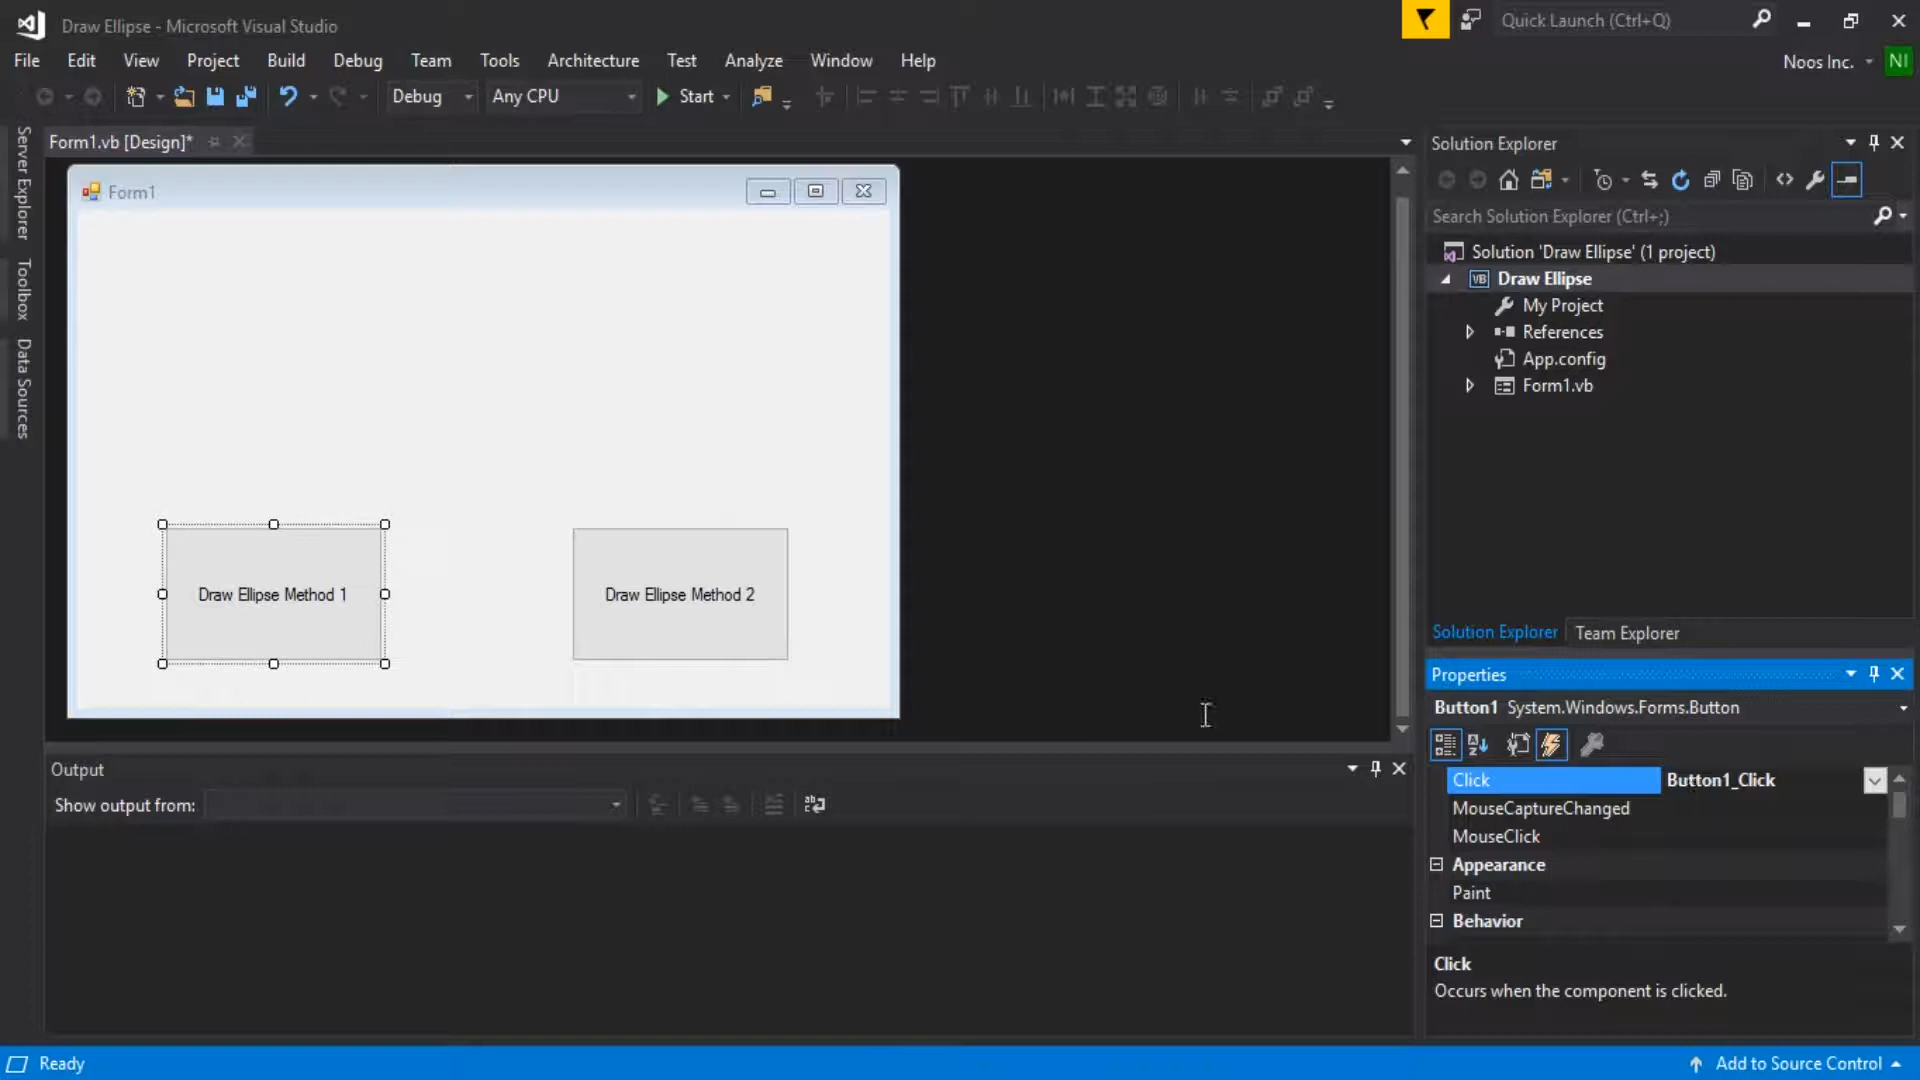 Draw Ellipse - Microsoft Visual Studio
Quick Launch (Ctrl+Q)
File Edit View Project Build Debug Team Tools Architecture Test Analyze Window Help
Noos Inc. NI
Debug Any CPU Start
Server Explorer
Toolbox
Data Sources
Form1.vb [Design]*
Form1
Draw Ellipse Method 1
Draw Ellipse Method 2
Output
Show output from:
Solution Explorer
Search Solution Explorer (Ctrl+;)
Solution 'Draw Ellipse' (1 project)
VB Draw Ellipse
My Project
References
App.config
Form1.vb
Solution Explorer Team Explorer
Properties
Button1 System.Windows.Forms.Button
Click Button1_Click
MouseCaptureChanged
MouseClick
Appearance
Paint
Behavior
Click
Occurs when the component is clicked.
Ready
Add to Source Control